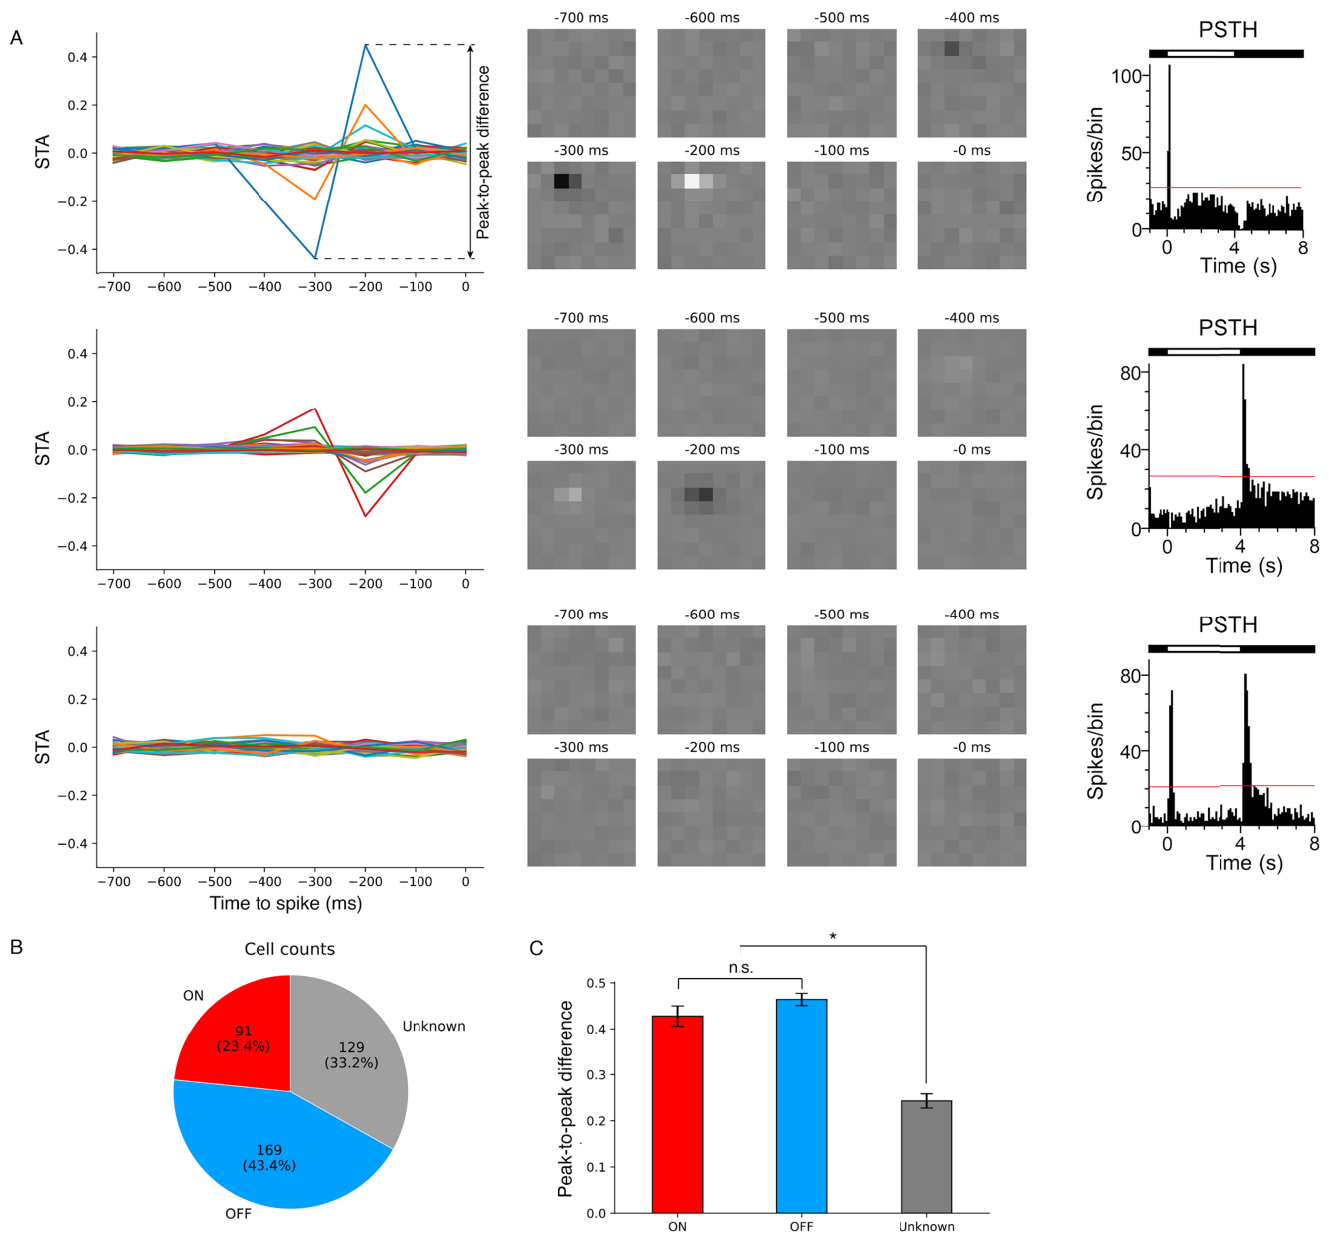 A
STA
0.4
0.2
0.0
−0.2
−0.4
−700 −600 −500 −400 −300 −200 −100 0
Peak-to-peak difference
-700 ms -600 ms -500 ms -400 ms
-300 ms -200 ms -100 ms -0 ms
PSTH
Spikes/bin
100
50
0
0 4 8
Time (s)
STA
0.4
0.2
0.0
−0.2
−0.4
−700 −600 −500 −400 −300 −200 −100 0
-700 ms -600 ms -500 ms -400 ms
-300 ms -200 ms -100 ms -0 ms
PSTH
Spikes/bin
80
40
0
0 4 8
Time (s)
STA
0.4
0.2
0.0
−0.2
−0.4
−700 −600 −500 −400 −300 −200 −100 0
Time to spike (ms)
-700 ms -600 ms -500 ms -400 ms
-300 ms -200 ms -100 ms -0 ms
PSTH
Spikes/bin
80
40
0
0 4 8
Time (s)
B
Cell counts
ON
91
(23.4%)
Unknown
129
(33.2%)
169
(43.4%)
OFF
C
*
n.s.
Peak-to-peak difference
0.5
0.4
0.3
0.2
0.1
0.0
ON OFF Unknown